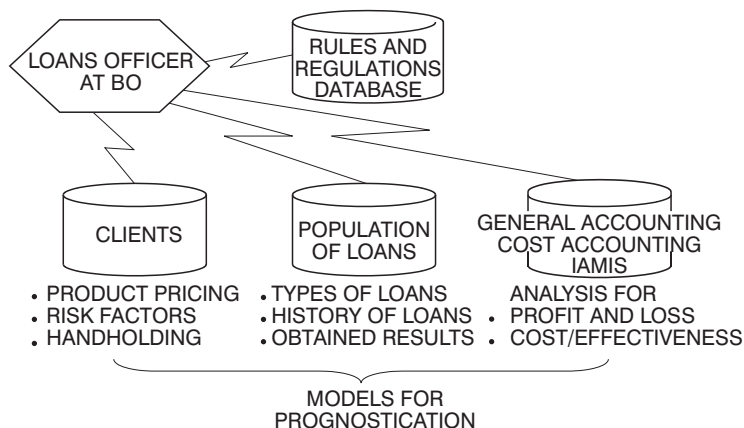 LOANS OFFICER
AT BO
RULES AND
REGULATIONS
DATABASE
CLIENTS
• PRODUCT PRICING
• RISK FACTORS
• HANDHOLDING
POPULATION
OF LOANS
• TYPES OF LOANS
• HISTORY OF LOANS
• OBTAINED RESULTS
GENERAL ACCOUNTING
COST ACCOUNTING
IAMIS
ANALYSIS FOR
• PROFIT AND LOSS
• COST/EFFECTIVENESS
MODELS FOR
PROGNOSTICATION